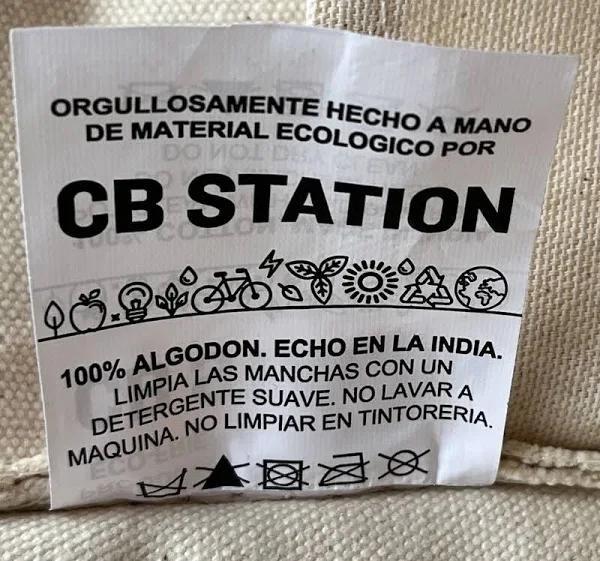 ORGULLOSAMENTE HECHO A MANO
DE MATERIAL ECOLOGICO POR
CB STATION
100% ALGODON. ECHO EN LA INDIA.
LIMPIA LAS MANCHAS CON UN
DETERGENTE SUAVE. NO LAVAR A
MAQUINA. NO LIMPIAR EN TINTORERIA.